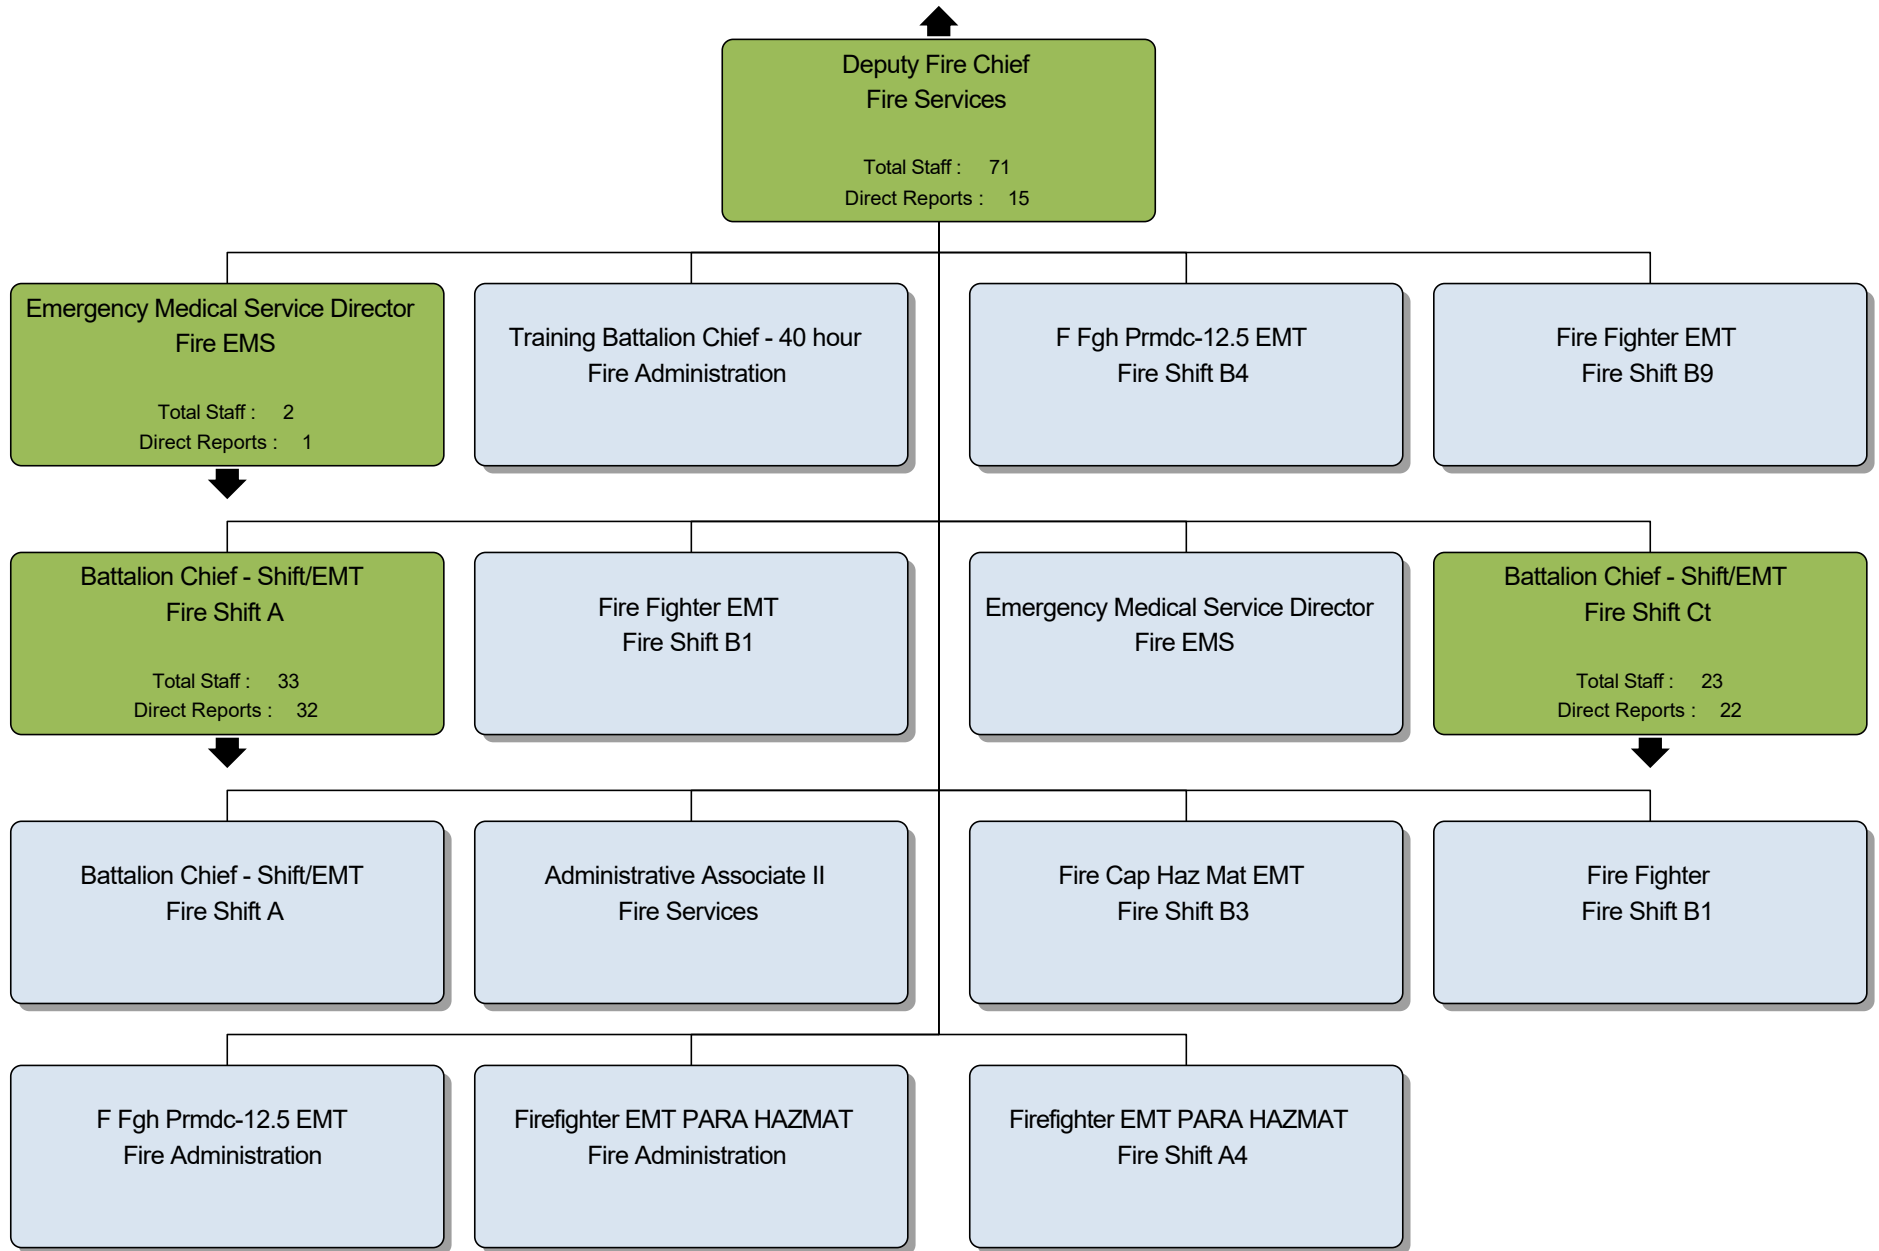 Deputy Fire Chief
Fire Services
Total Staff : 71
Direct Reports : 15
Emergency Medical Service Director
Fire EMS
Total Staff : 2
Direct Reports : 1
Training Battalion Chief - 40 hour
Fire Administration
F Fgh Prmdc-12.5 EMT
Fire Shift B4
Fire Fighter EMT
Fire Shift B9
Battalion Chief - Shift/EMT
Fire Shift A
Total Staff : 33
Direct Reports : 32
Fire Fighter EMT
Fire Shift B1
Emergency Medical Service Director
Fire EMS
Battalion Chief - Shift/EMT
Fire Shift Ct
Total Staff : 23
Direct Reports : 22
Battalion Chief - Shift/EMT
Fire Shift A
Administrative Associate II
Fire Services
Fire Cap Haz Mat EMT
Fire Shift B3
Fire Fighter
Fire Shift B1
F Fgh Prmdc-12.5 EMT
Fire Administration
Firefighter EMT PARA HAZMAT
Fire Administration
Firefighter EMT PARA HAZMAT
Fire Shift A4